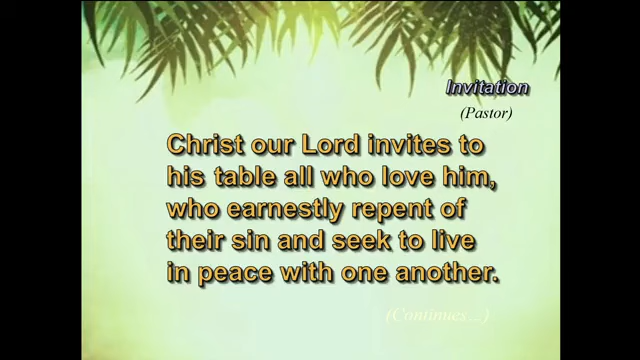 Invitation
(Pastor)
Christ our Lord invites to
his table all who love him,
who earnestly repent of
their sin and seek to live
in peace with one another.
(Continues...)